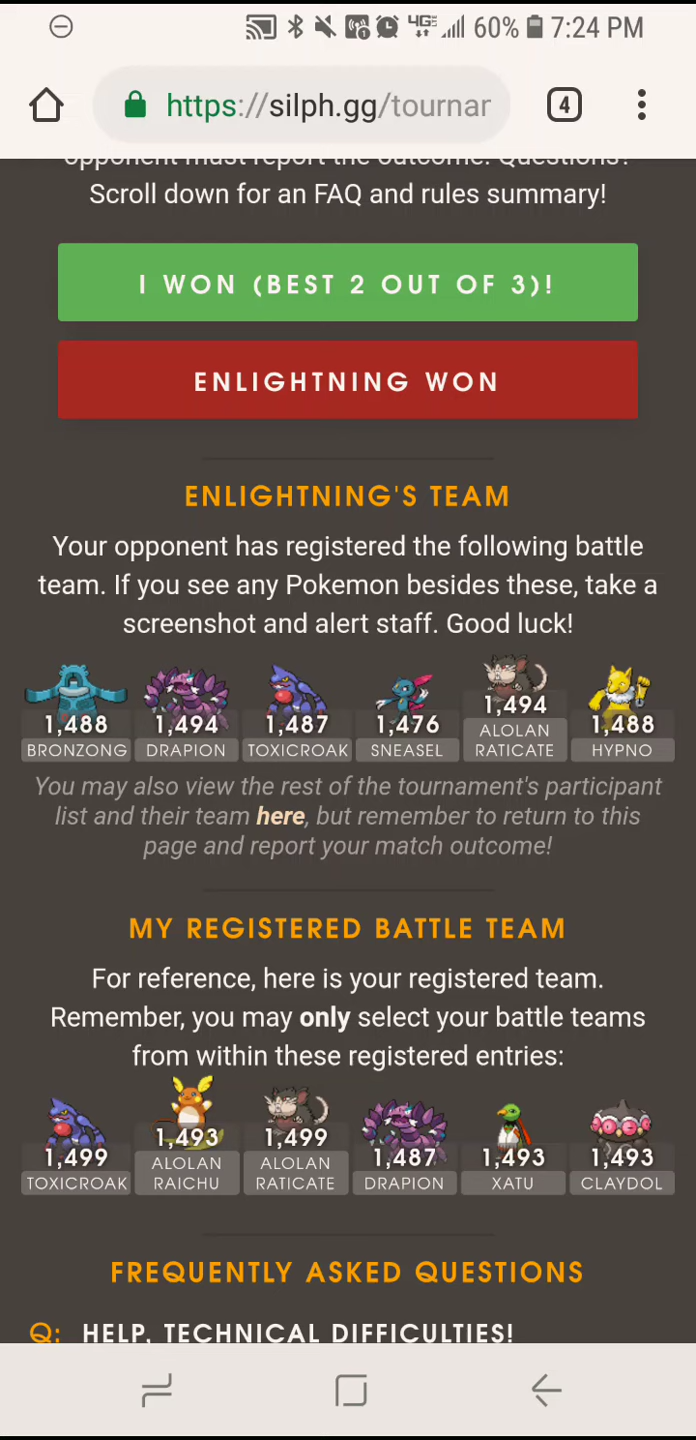 60% 7:24 PM
https://silph.gg/tournar
4
opponent must report the outcome. Questions?
Scroll down for an FAQ and rules summary!
I WON (BEST 2 OUT OF 3)!
ENLIGHTNING WON
ENLIGHTNING'S TEAM
Your opponent has registered the following battle
team. If you see any Pokemon besides these, take a
screenshot and alert staff. Good luck!
1,488 1,494 1,487 1,476 1,494 1,488
BRONZONG DRAPION TOXICROAK SNEASEL ALOLAN RATICATE HYPNO
You may also view the rest of the tournament's participant
list and their team here, but remember to return to this
page and report your match outcome!
MY REGISTERED BATTLE TEAM
For reference, here is your registered team.
Remember, you may only select your battle teams
from within these registered entries:
1,499 1,493 1,499 1,487 1,493 1,493
TOXICROAK ALOLAN RAICHU ALOLAN RATICATE DRAPION XATU CLAYDOL
FREQUENTLY ASKED QUESTIONS
Q: HELP, TECHNICAL DIFFICULTIES!